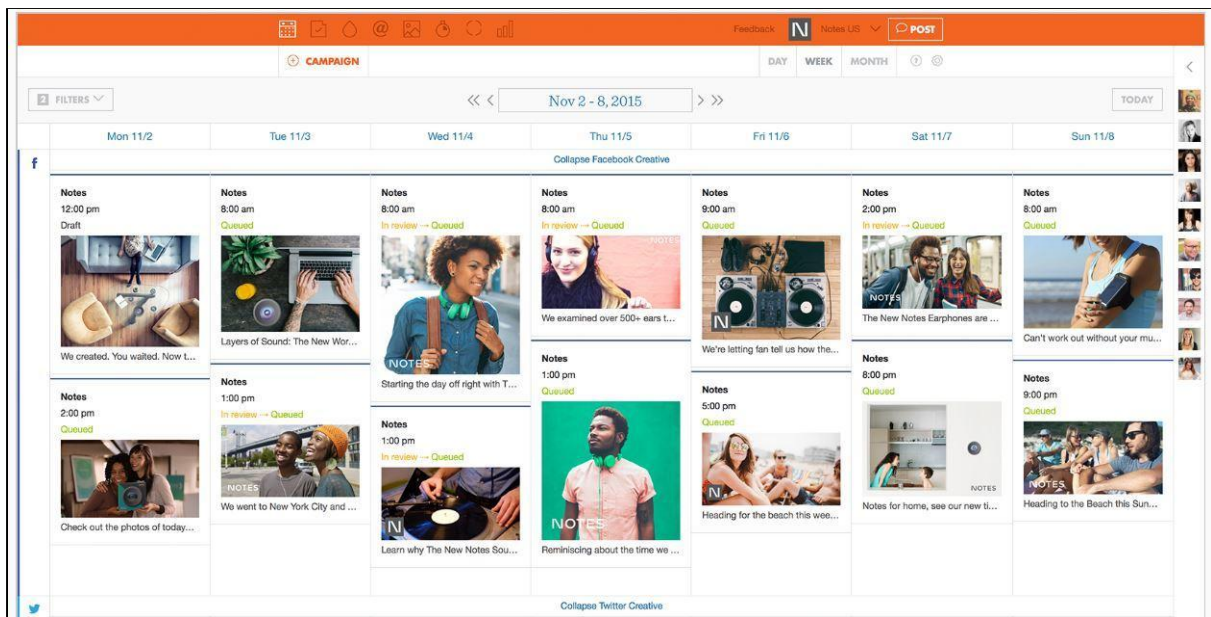 Feedback
N
Notes US
POST
CAMPAIGN
DAY
WEEK
MONTH
?
2 FILTERS
Nov 2 - 8, 2015
TODAY
Mon 11/2
Tue 11/3
Wed 11/4
Thu 11/5
Fri 11/6
Sat 11/7
Sun 11/8
f
Collapse Facebook Creative
Notes
12:00 pm
Draft
We created. You waited. Now t...
Notes
2:00 pm
Queued
Check out the photos of today...
Notes
8:00 am
Queued
Layers of Sound: The New Wor...
Notes
1:00 pm
In review → Queued
NOTES
We went to New York City and ...
Notes
8:00 am
In review → Queued
NOTES
Starting the day off right with T...
Notes
1:00 pm
In review → Queued
N
Learn why The New Notes Sou...
Notes
8:00 am
In review → Queued
NOTES
We examined over 500+ ears t...
Notes
1:00 pm
Queued
NOTES
Reminiscing about the time we ...
Notes
9:00 am
Queued
N
We're letting fan tell us how the...
Notes
5:00 pm
Queued
N
Heading for the beach this wee...
Notes
2:00 pm
In review → Queued
NOTES
The New Notes Earphones are ...
Notes
8:00 pm
Queued
NOTES
Notes for home, see our new ti...
Notes
8:00 am
Queued
Can't work out without your mu...
Notes
9:00 pm
Queued
NOTES
Heading to the Beach this Sun...
Collapse Twitter Creative